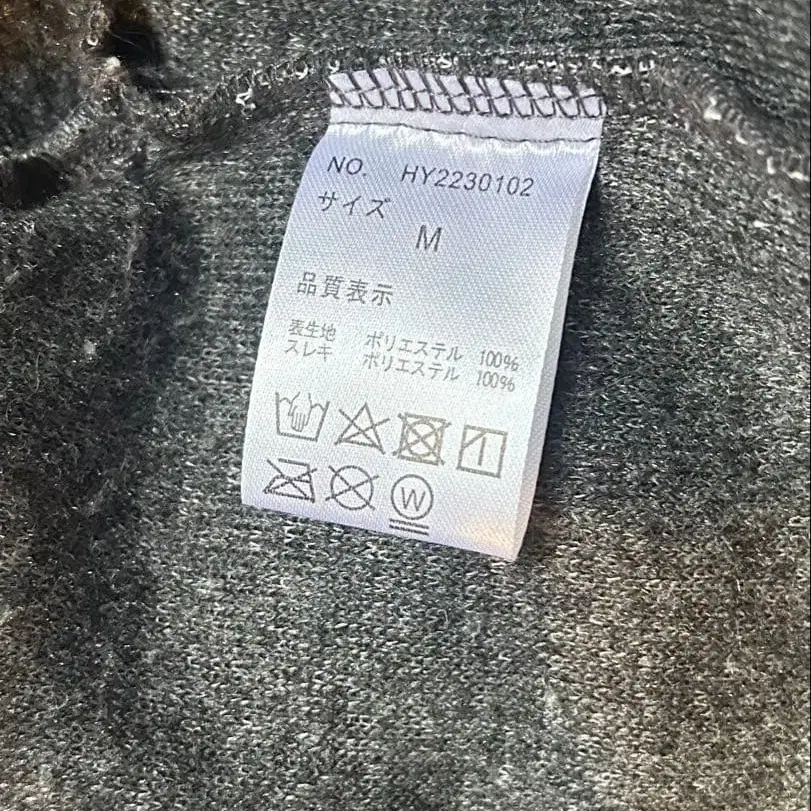 NO. HY2230102
サイズ
M
品質表示
表生地 ポリエステル 100%
スレキ ポリエステル 100%
W